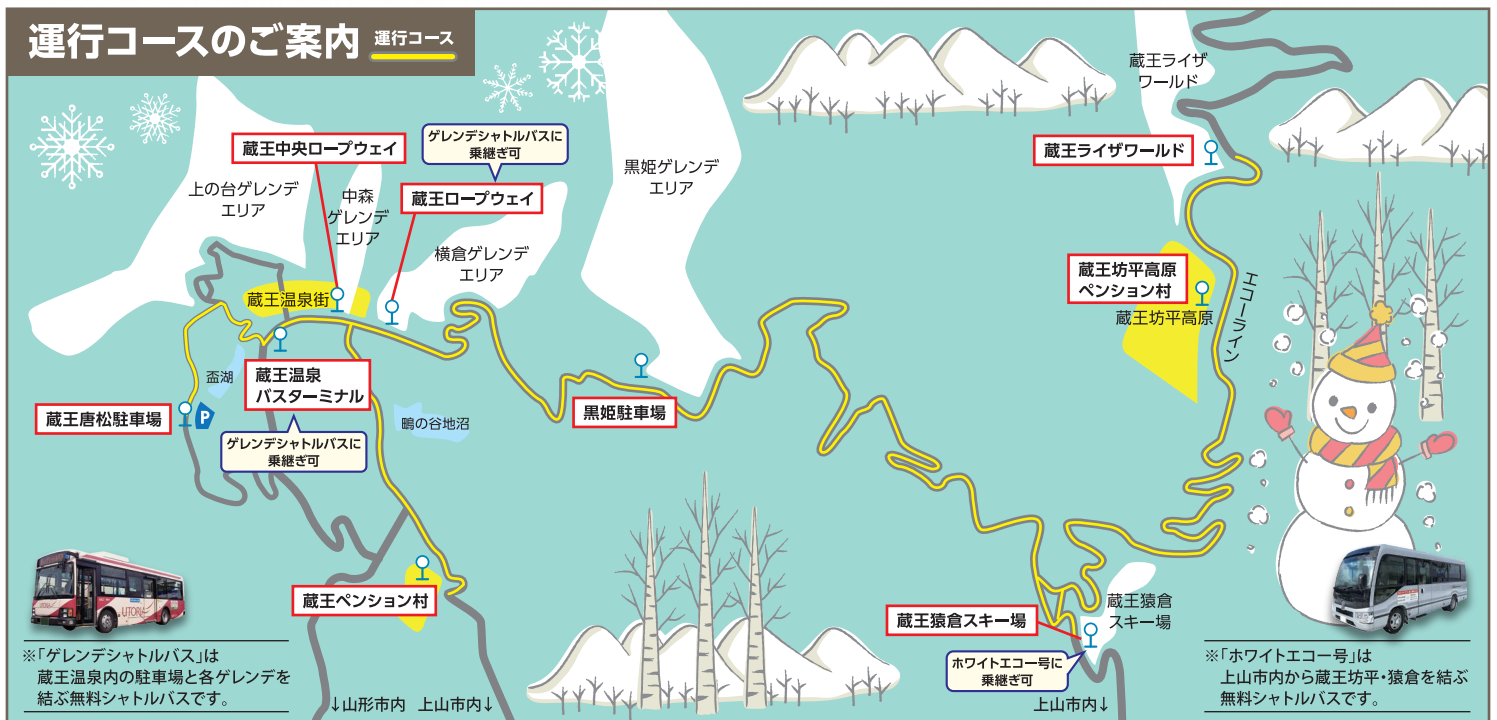 運行コースのご案内
運行コース
蔵王ライザ
ワールド
蔵王中央ロープウェイ
ゲレンデシャトルバスに
乗継ぎ可
蔵王ロープウェイ
上の台ゲレンデ
エリア
中森
ゲレンデ
エリア
横倉ゲレンデ
エリア
黒姫ゲレンデ
エリア
蔵王ライザワールド
蔵王坊平高原
ペンション村
蔵王坊平高原
エコーライン
蔵王温泉街
盃湖
蔵王温泉
バスターミナル
ゲレンデシャトルバスに
乗継ぎ可
蔵王唐松駐車場
P
鴫の谷地沼
黒姫駐車場
蔵王ペンション村
蔵王猿倉スキー場
蔵王猿倉
スキー場
ホワイトエコー号に
乗継ぎ可
UTOPIA
※「ゲレンデシャトルバス」は
蔵王温泉内の駐車場と各ゲレンデを
結ぶ無料シャトルバスです。
↓山形市内 上山市内↓
上山市内↓
※「ホワイトエコー号」は
上山市内から蔵王坊平・猿倉を結ぶ
無料シャトルバスです。